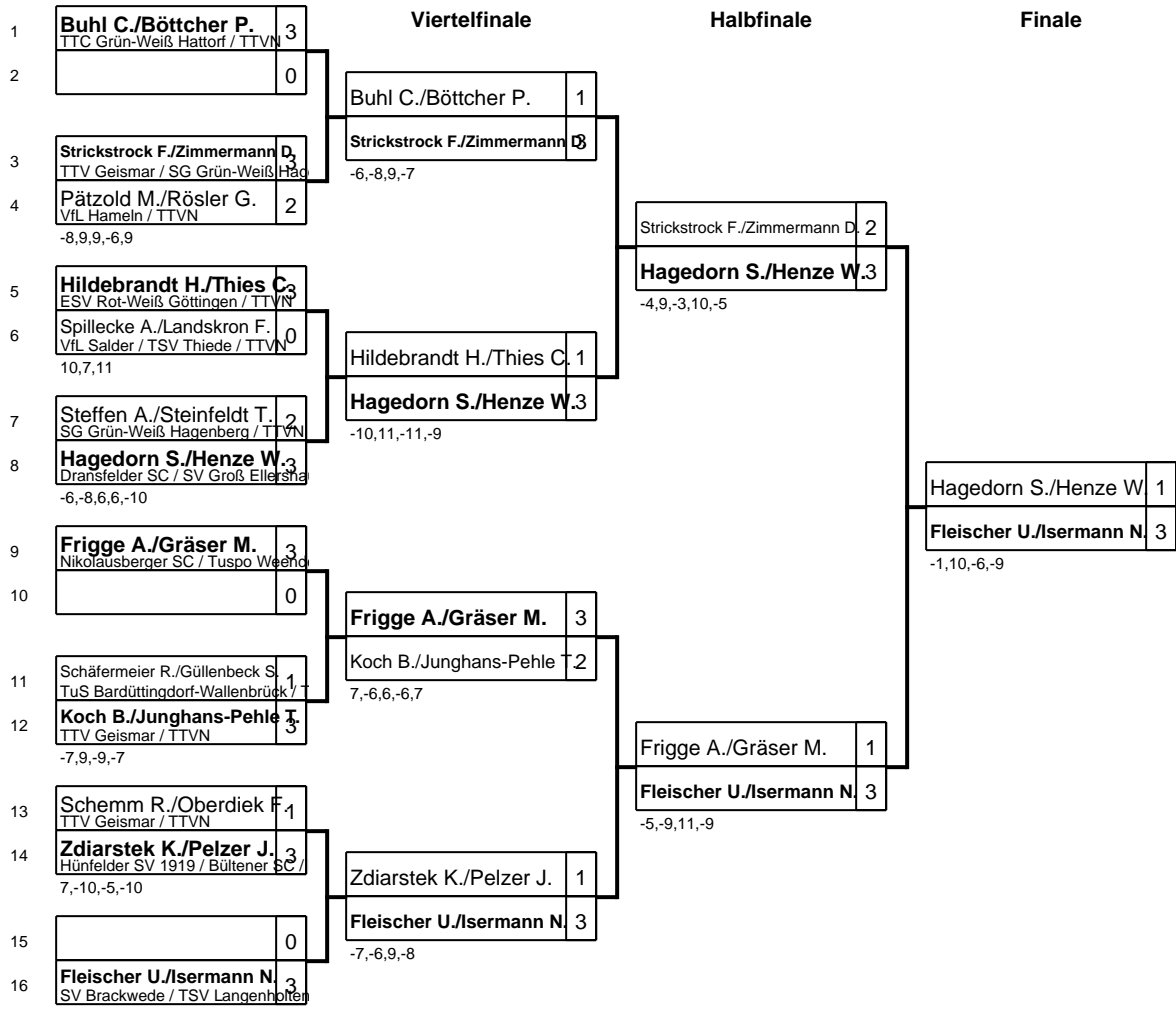 Viertelfinale
Halbfinale
Finale
1
Buhl C./Böttcher P. 3
TTC Grün-Weiß Hattorf / TTVN
2
0
3
Strickstrock F./Zimmermann D. 3
TTV Geismar / SG Grün-Weiß Hag
4
Pätzold M./Rösler G. 2
VfL Hameln / TTVN
-8,9,9,-6,9
5
Hildebrandt H./Thies C. 3
ESV Rot-Weiß Göttingen / TTVN
6
Spillecke A./Landskron F. 0
VfL Salder / TSV Thiede / TTVN
10,7,11
7
Steffen A./Steinfeldt T. 2
SG Grün-Weiß Hagenberg / TTVN
8
Hagedorn S./Henze W. 3
Dransfelder SC / SV Groß Ellersha
-6,-8,6,6,-10
9
Frigge A./Gräser M. 3
Nikolausberger SC / Tuspo Weend
10
0
11
Schäfermeier R./Güllenbeck S. 1
TuS Bardüttingdorf-Wallenbrück / T
12
Koch B./Junghans-Pehle T. 3
TTV Geismar / TTVN
-7,9,-9,-7
13
Schemm R./Oberdiek F. 1
TTV Geismar / TTVN
14
Zdiarstek K./Pelzer J. 3
Hünfelder SV 1919 / Bültener SC /
7,-10,-5,-10
15
0
16
Fleischer U./Isermann N. 3
SV Brackwede / TSV Langenholten
Buhl C./Böttcher P. 1
Strickstrock F./Zimmermann D. 3
-6,-8,9,-7
Hildebrandt H./Thies C. 1
Hagedorn S./Henze W. 3
-10,11,-11,-9
Frigge A./Gräser M. 3
Koch B./Junghans-Pehle T. 2
7,-6,6,-6,7
Zdiarstek K./Pelzer J. 1
Fleischer U./Isermann N. 3
-7,-6,9,-8
Strickstrock F./Zimmermann D. 2
Hagedorn S./Henze W. 3
-4,9,-3,10,-5
Frigge A./Gräser M. 1
Fleischer U./Isermann N. 3
-5,-9,11,-9
Hagedorn S./Henze W. 1
Fleischer U./Isermann N. 3
-1,10,-6,-9